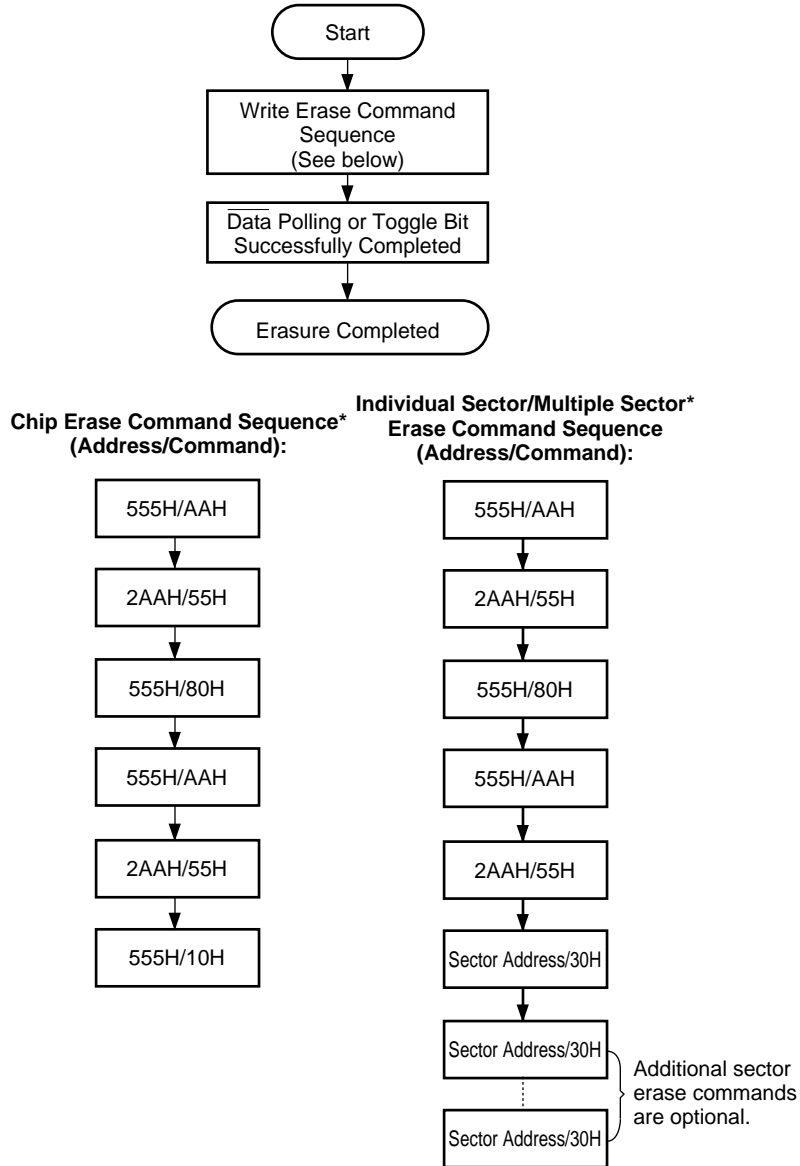 Start
Write Erase Command
Sequence
(See below)
Data Polling or Toggle Bit
Successfully Completed
Erasure Completed
Chip Erase Command Sequence*
(Address/Command):
555H/AAH
2AAH/55H
555H/80H
555H/AAH
2AAH/55H
555H/10H
Individual Sector/Multiple Sector*
Erase Command Sequence
(Address/Command):
555H/AAH
2AAH/55H
555H/80H
555H/AAH
2AAH/55H
Sector Address/30H
Sector Address/30H
Sector Address/30H
Additional sector
erase commands
are optional.